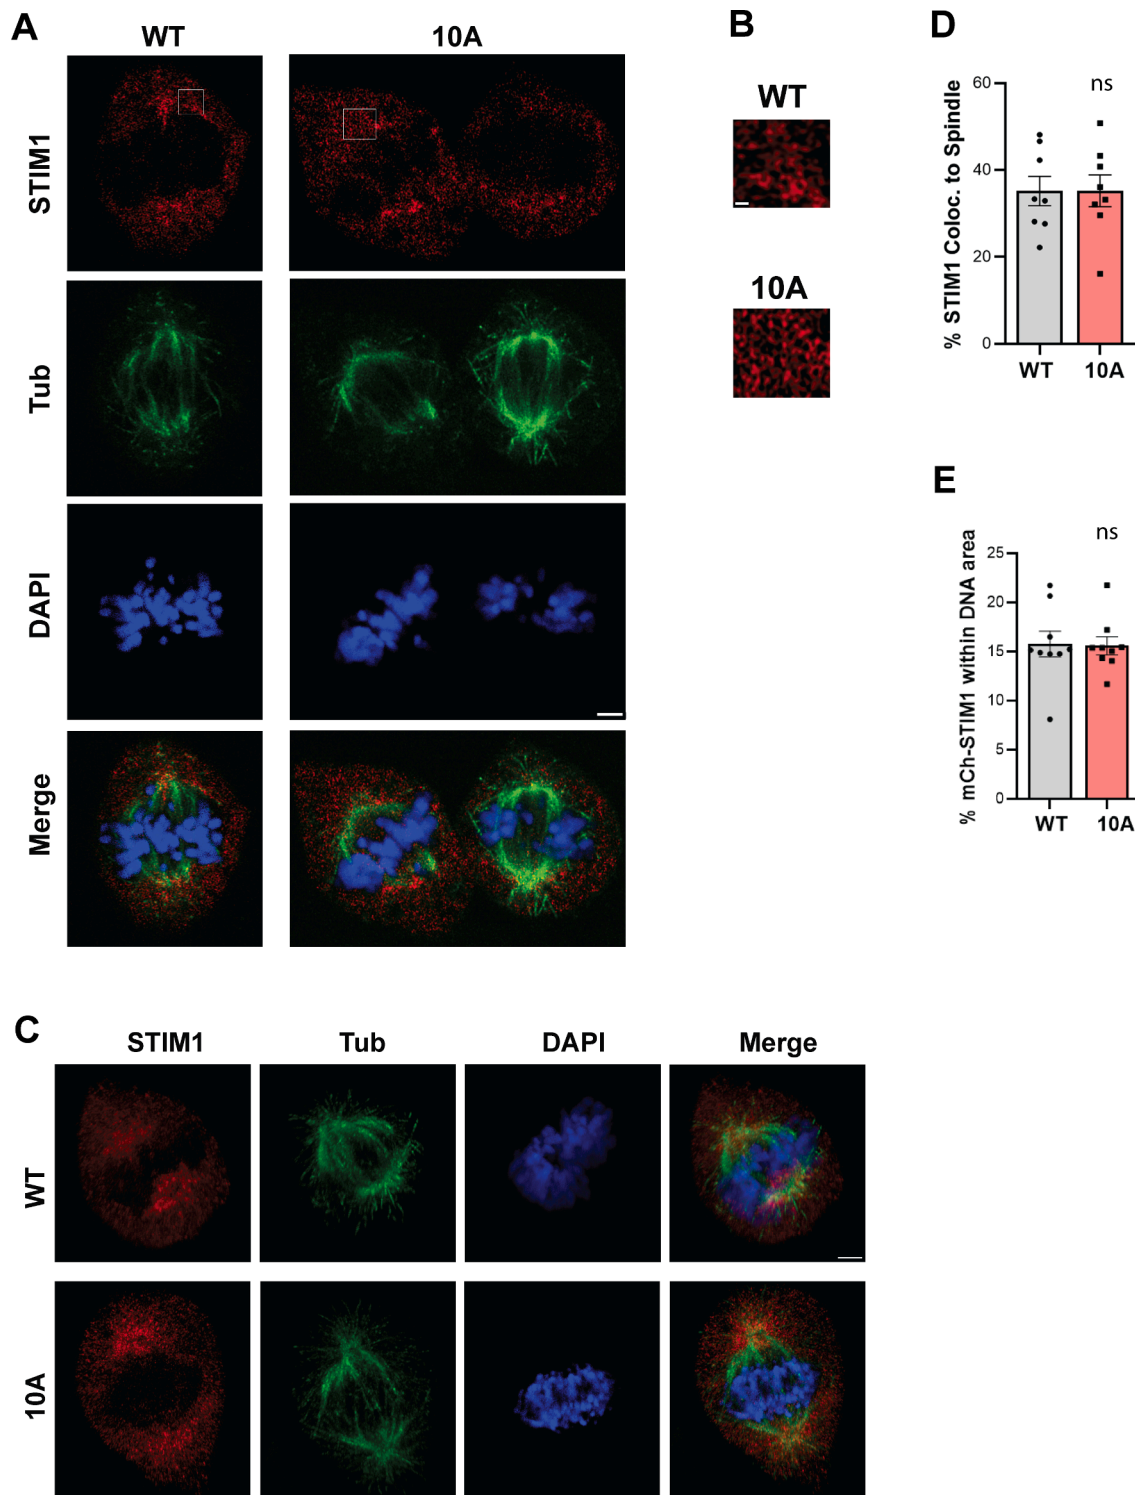 A
WT
10A
STIM1
Tub
DAPI
Merge
B
WT
10A
C
STIM1
Tub
DAPI
Merge
WT
10A
D
ns
% STIM1 Coloc. to Spindle
60
40
20
0
WT
10A
E
ns
% mCh-STIM1 within DNA area
25
20
15
10
5
0
WT
10A